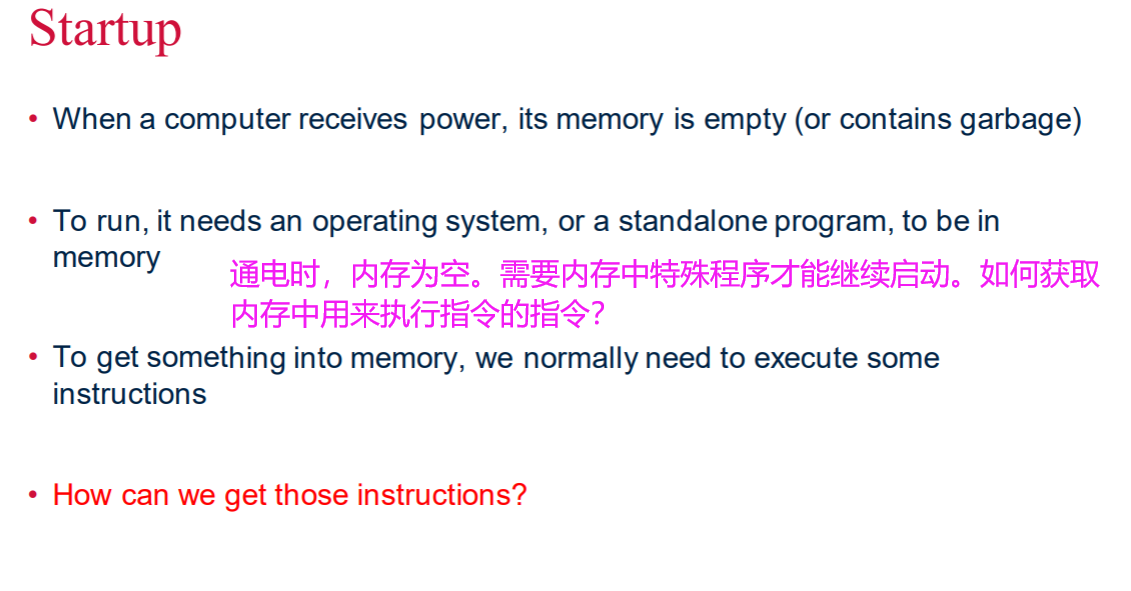 Startup
• When a computer receives power, its memory is empty (or contains garbage)
• To run, it needs an operating system, or a standalone program, to be in
memory
通电时，内存为空。需要内存中特殊程序才能继续启动。如何获取
内存中用来执行指令的指令？
• To get something into memory, we normally need to execute some
instructions
• How can we get those instructions?